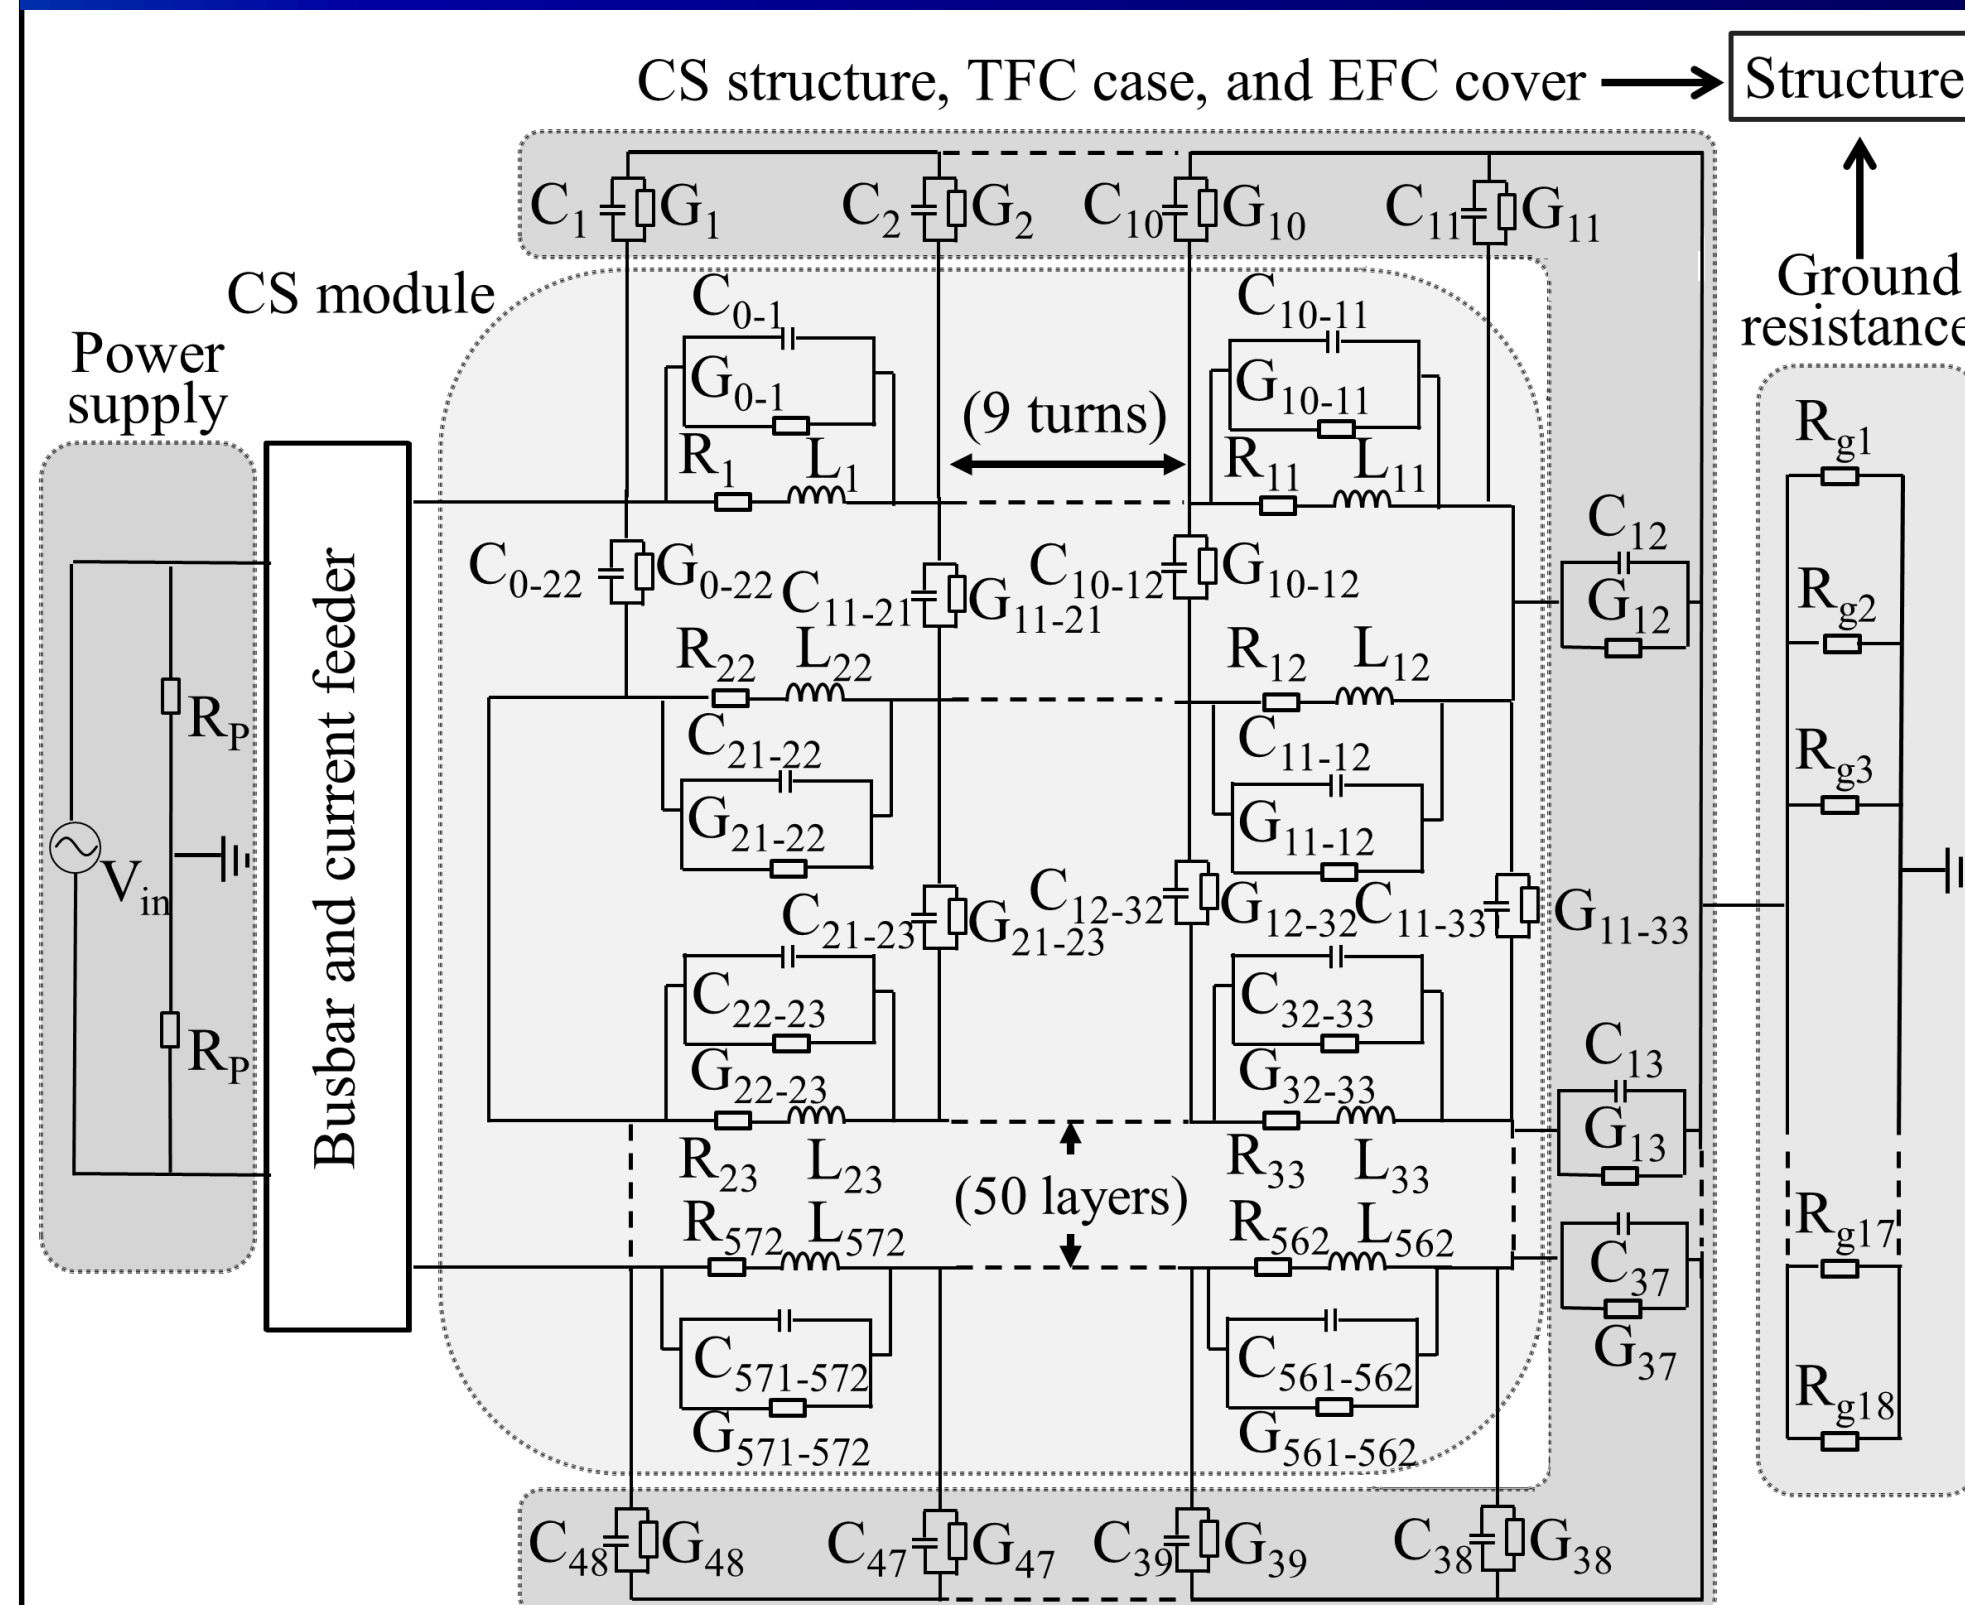 CS structure, TFC case, and EFC cover
Structure
C1 G1 C2 G2 C10 G10 C11 G11
CS module
Power
supply
Ground
resistance
C0-1 C10-11
G0-1 G10-11
(9 turns)
R1 L1 R11 L11
Rg1
C0-22 G0-22 C11-21 G11-21 C10-12 G10-12
C12
G12
Rg2
R22 L22 R12 L12
RP
C21-22 C11-12
Rg3
G21-22 G11-12
Vin
Busbar and current feeder
C21-23 G21-23 C12-32 G12-32 C11-33 G11-33
C22-23 C32-33
RP
G22-23 G32-33
C13
G13
R23 L23 R33 L33
(50 layers)
R572 L572 R562 L562
Rg17
C37
G37
C571-572 C561-562
Rg18
G571-572 G561-562
C48 G48 C47 G47 C39 G39 C38 G38